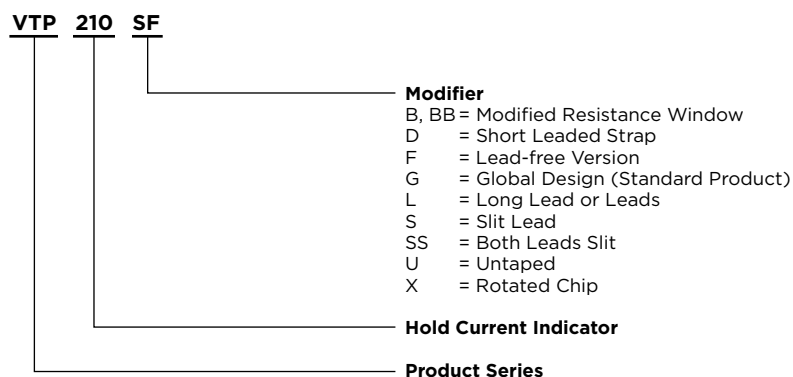 VTP 210 SF
Modifier
B, BB = Modified Resistance Window
D = Short Leaded Strap
F = Lead-free Version
G = Global Design (Standard Product)
L = Long Lead or Leads
S = Slit Lead
SS = Both Leads Slit
U = Untaped
X = Rotated Chip
Hold Current Indicator
Product Series